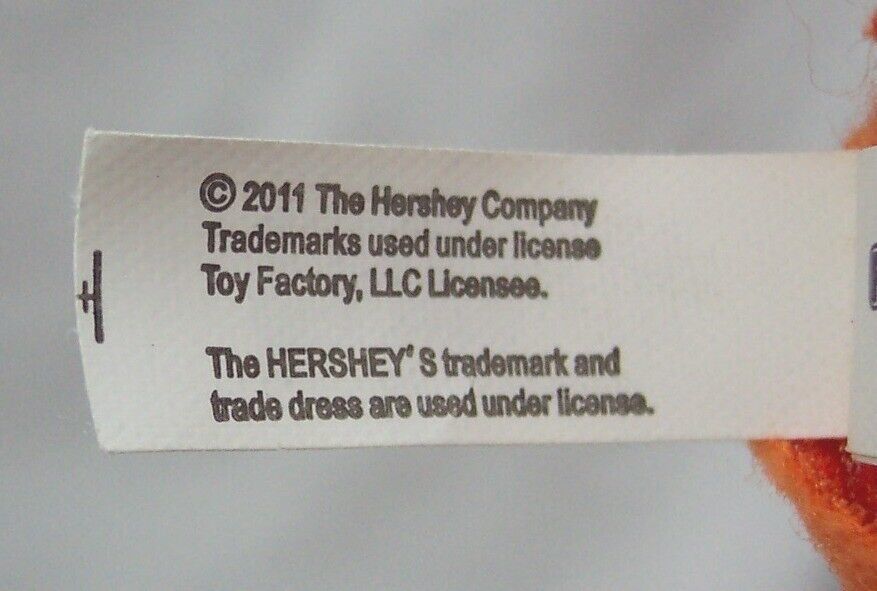 © 2011 The Hershey Company
Trademarks used under license
Toy Factory, LLC Licensee.
The HERSHEY'S trademark and
trade dress are used under license.